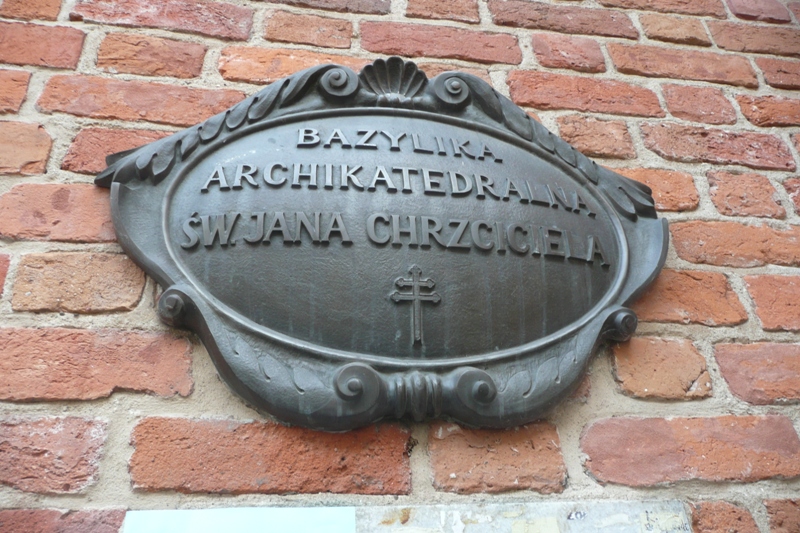 BAZYLIKA
ARCHIKATEDRALNA
ŚW. JANA CHRZCICIELA